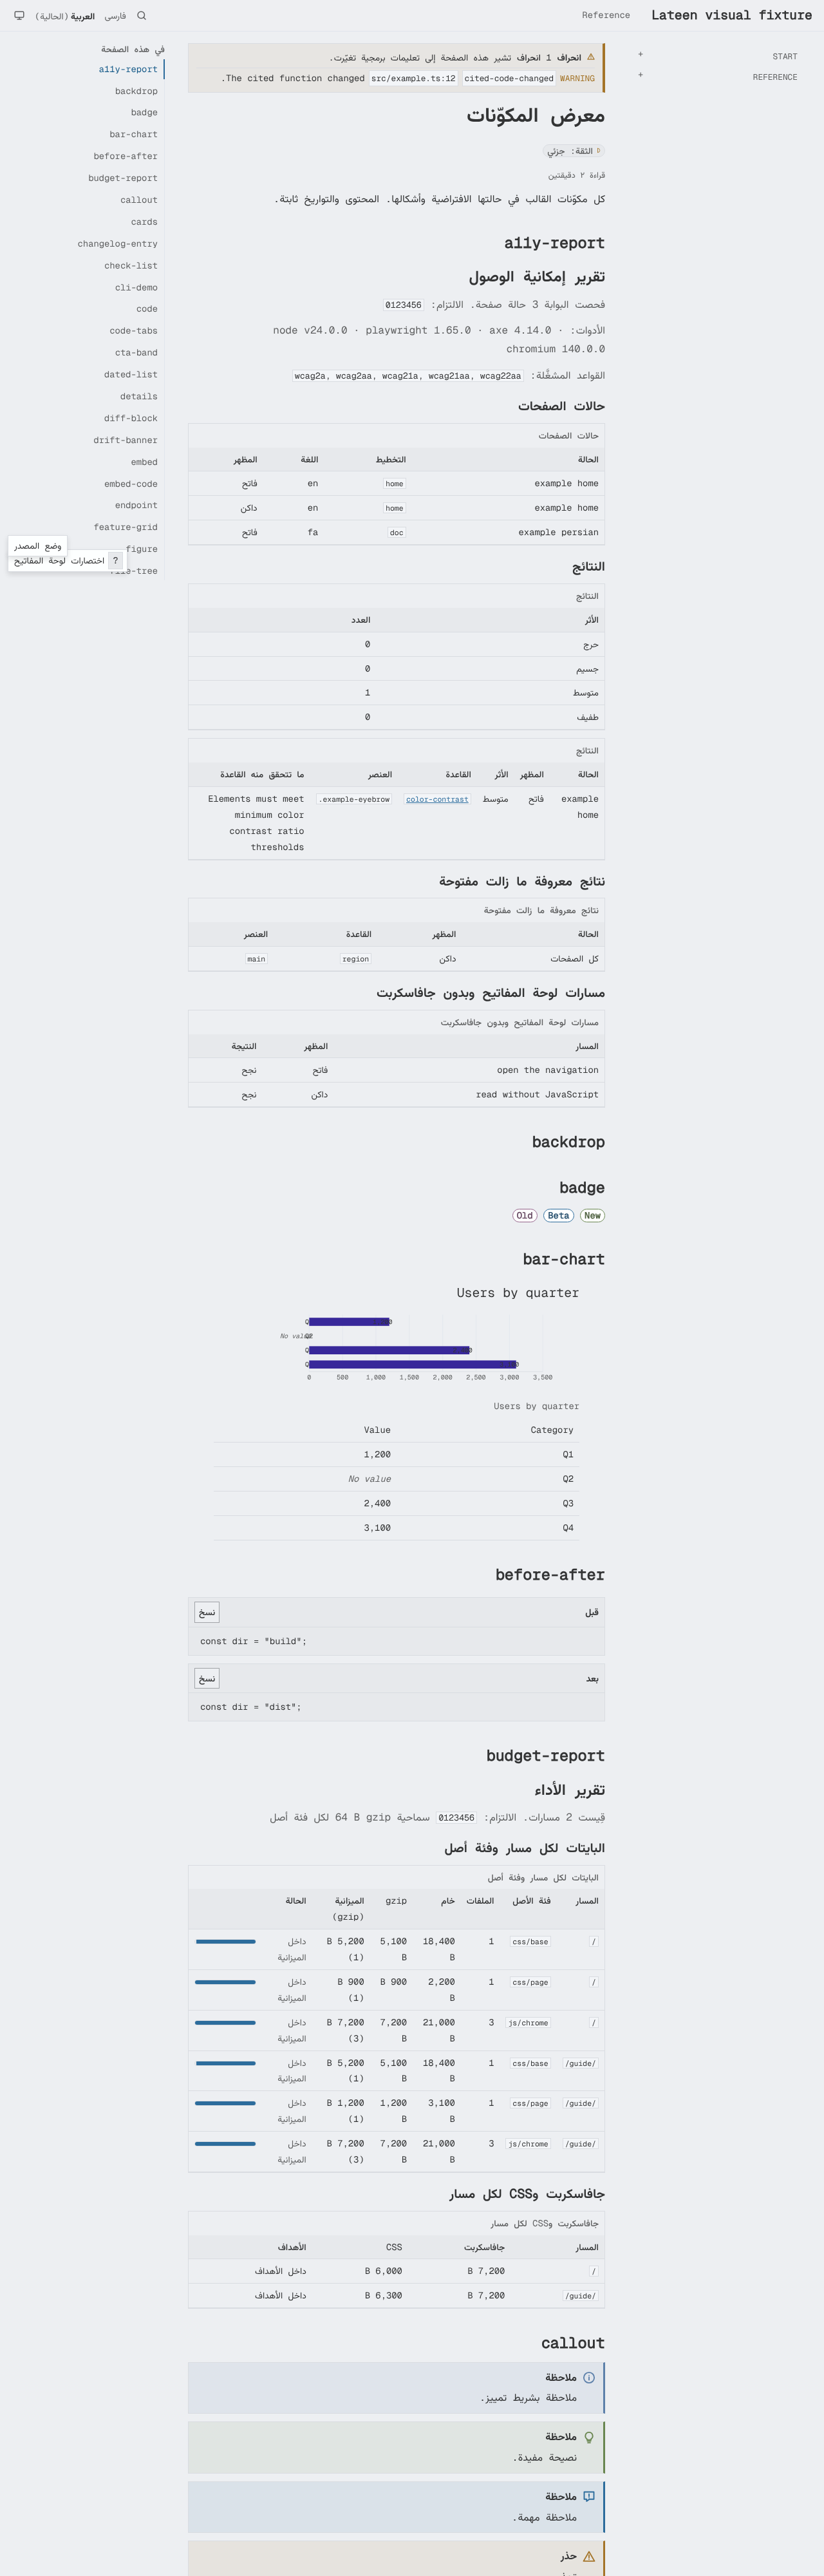 Lateen visual fixture
Reference
فارسی
العربية (الحالية)
START
+
REFERENCE
+
في هذه الصفحة
a11y-report
backdrop
badge
bar-chart
before-after
budget-report
callout
cards
changelog-entry
check-list
cli-demo
code
code-tabs
cta-band
dated-list
details
diff-block
drift-banner
embed
embed-code
endpoint
feature-grid
figure
وضع المصدر
? اختصارات لوحة المفاتيح
انحراف 1 انحراف تشير هذه الصفحة إلى تعليمات برمجية تغيّرت.
WARNING cited-code-changed src/example.ts:12 The cited function changed.
معرض المكوّنات
الثقة: جزئي
قراءة ٢ دقيقتين
كل مكوّنات القالب في حالتها الافتراضية وأشكالها. المحتوى والتواريخ ثابتة.
a11y-report
تقرير إمكانية الوصول
فحصت البوابة 3 حالة صفحة. الالتزام: 0123456
الأدوات: node v24.0.0 · playwright 1.65.0 · axe 4.14.0 ·
chromium 140.0.0
القواعد المشغَّلة: wcag2a, wcag2aa, wcag21a, wcag21aa, wcag22aa
حالات الصفحات
حالات الصفحات
الحالة التخطيط اللغة المظهر
example home home en فاتح
example home home en داكن
example persian doc fa فاتح
النتائج
النتائج
الأثر العدد
حرج 0
جسيم 0
متوسط 1
طفيف 0
النتائج
الحالة المظهر الأثر القاعدة العنصر ما تتحقق منه القاعدة
example home فاتح متوسط color-contrast .example-eyebrow Elements must meet minimum color contrast ratio thresholds
نتائج معروفة ما زالت مفتوحة
نتائج معروفة ما زالت مفتوحة
الحالة المظهر القاعدة العنصر
كل الصفحات داكن region main
مسارات لوحة المفاتيح وبدون جافاسكربت
مسارات لوحة المفاتيح وبدون جافاسكربت
المسار المظهر النتيجة
open the navigation فاتح نجح
read without JavaScript داكن نجح
backdrop
badge
New Beta Old
bar-chart
Users by quarter
No value
0 500 1,000 1,500 2,000 2,500 3,000 3,500
Users by quarter
Category Value
Q1 1,200
Q2 No value
Q3 2,400
Q4 3,100
before-after
قبل نسخ
const dir = "build";
بعد نسخ
const dir = "dist";
budget-report
تقرير الأداء
قيست 2 مسارات. الالتزام: 0123456 سماحية 64 B gzip لكل فئة أصل
البايتات لكل مسار وفئة أصل
البايتات لكل مسار وفئة أصل
المسار فئة الأصل الملفات خام gzip الميزانية (gzip) الحالة
/ css/base 1 18,400 B 5,100 B 5,200 B (1) داخل الميزانية
/ css/page 1 2,200 B 900 B 900 B (1) داخل الميزانية
/ js/chrome 3 21,000 B 7,200 B 7,200 B (3) داخل الميزانية
/guide/ css/base 1 18,400 B 5,100 B 5,200 B (1) داخل الميزانية
/guide/ css/page 1 3,100 B 1,200 B 1,200 B (1) داخل الميزانية
/guide/ js/chrome 3 21,000 B 7,200 B 7,200 B (3) داخل الميزانية
جافاسكربت وCSS لكل مسار
جافاسكربت وCSS لكل مسار
المسار جافاسكربت CSS الأهداف
/ 7,200 B 6,000 B داخل الأهداف
/guide/ 7,200 B 6,300 B داخل الأهداف
callout
ملاحظة
ملاحظة بشريط تمييز.
ملاحظة
نصيحة مفيدة.
ملاحظة
ملاحظة مهمة.
حذر